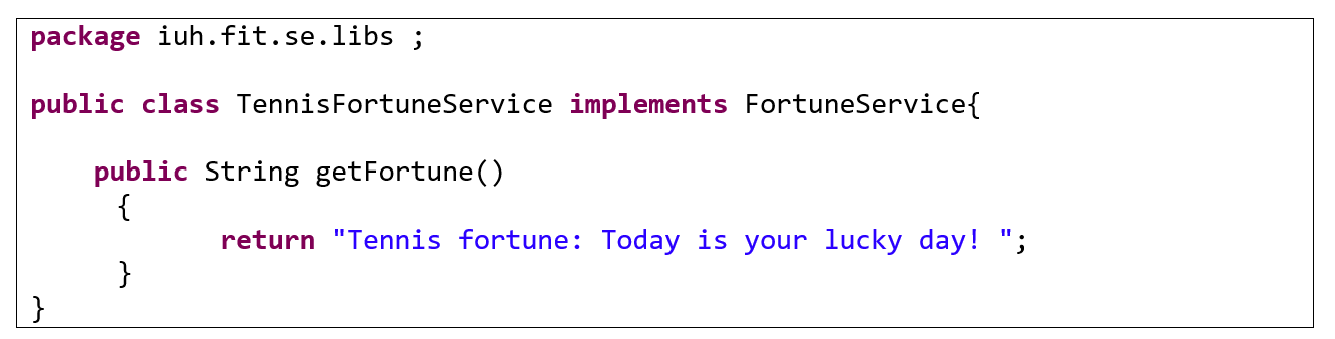 package iuh.fit.se.libs ;
public class TennisFortuneService implements FortuneService{
public String getFortune()
{
return "Tennis fortune: Today is your lucky day! ";
}
}